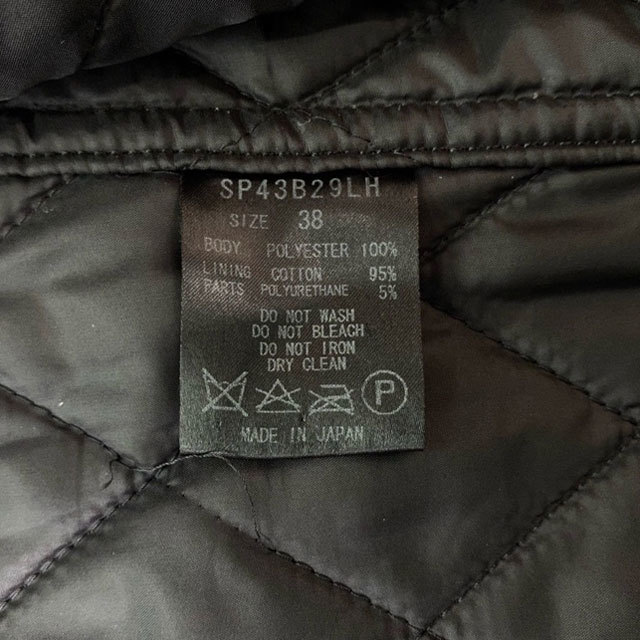 SP43B29LH
SIZE 38
BODY POLYESTER 100%
LINING COTTON 95%
PARTS POLYURETHANE 5%
DO NOT WASH
DO NOT BLEACH
DO NOT IRON
DRY CLEAN
P
MADE IN JAPAN